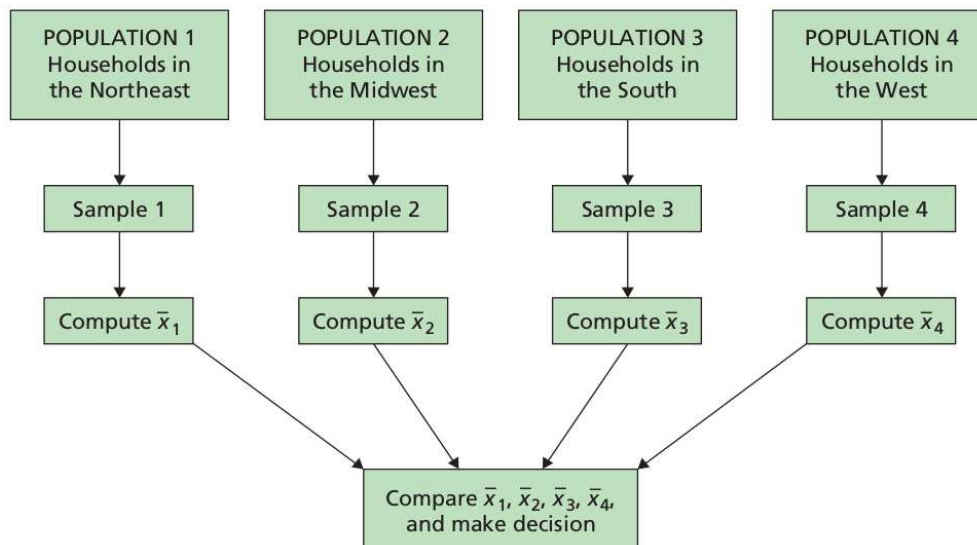 POPULATION 1
Households in
the Northeast
POPULATION 2
Households in
the Midwest
POPULATION 3
Households in
the South
POPULATION 4
Households in
the West
Sample 1
Sample 2
Sample 3
Sample 4
Compute x̄₁
Compute x̄₂
Compute x̄₃
Compute x̄₄
Compare x̄₁, x̄₂, x̄₃, x̄₄,
and make decision